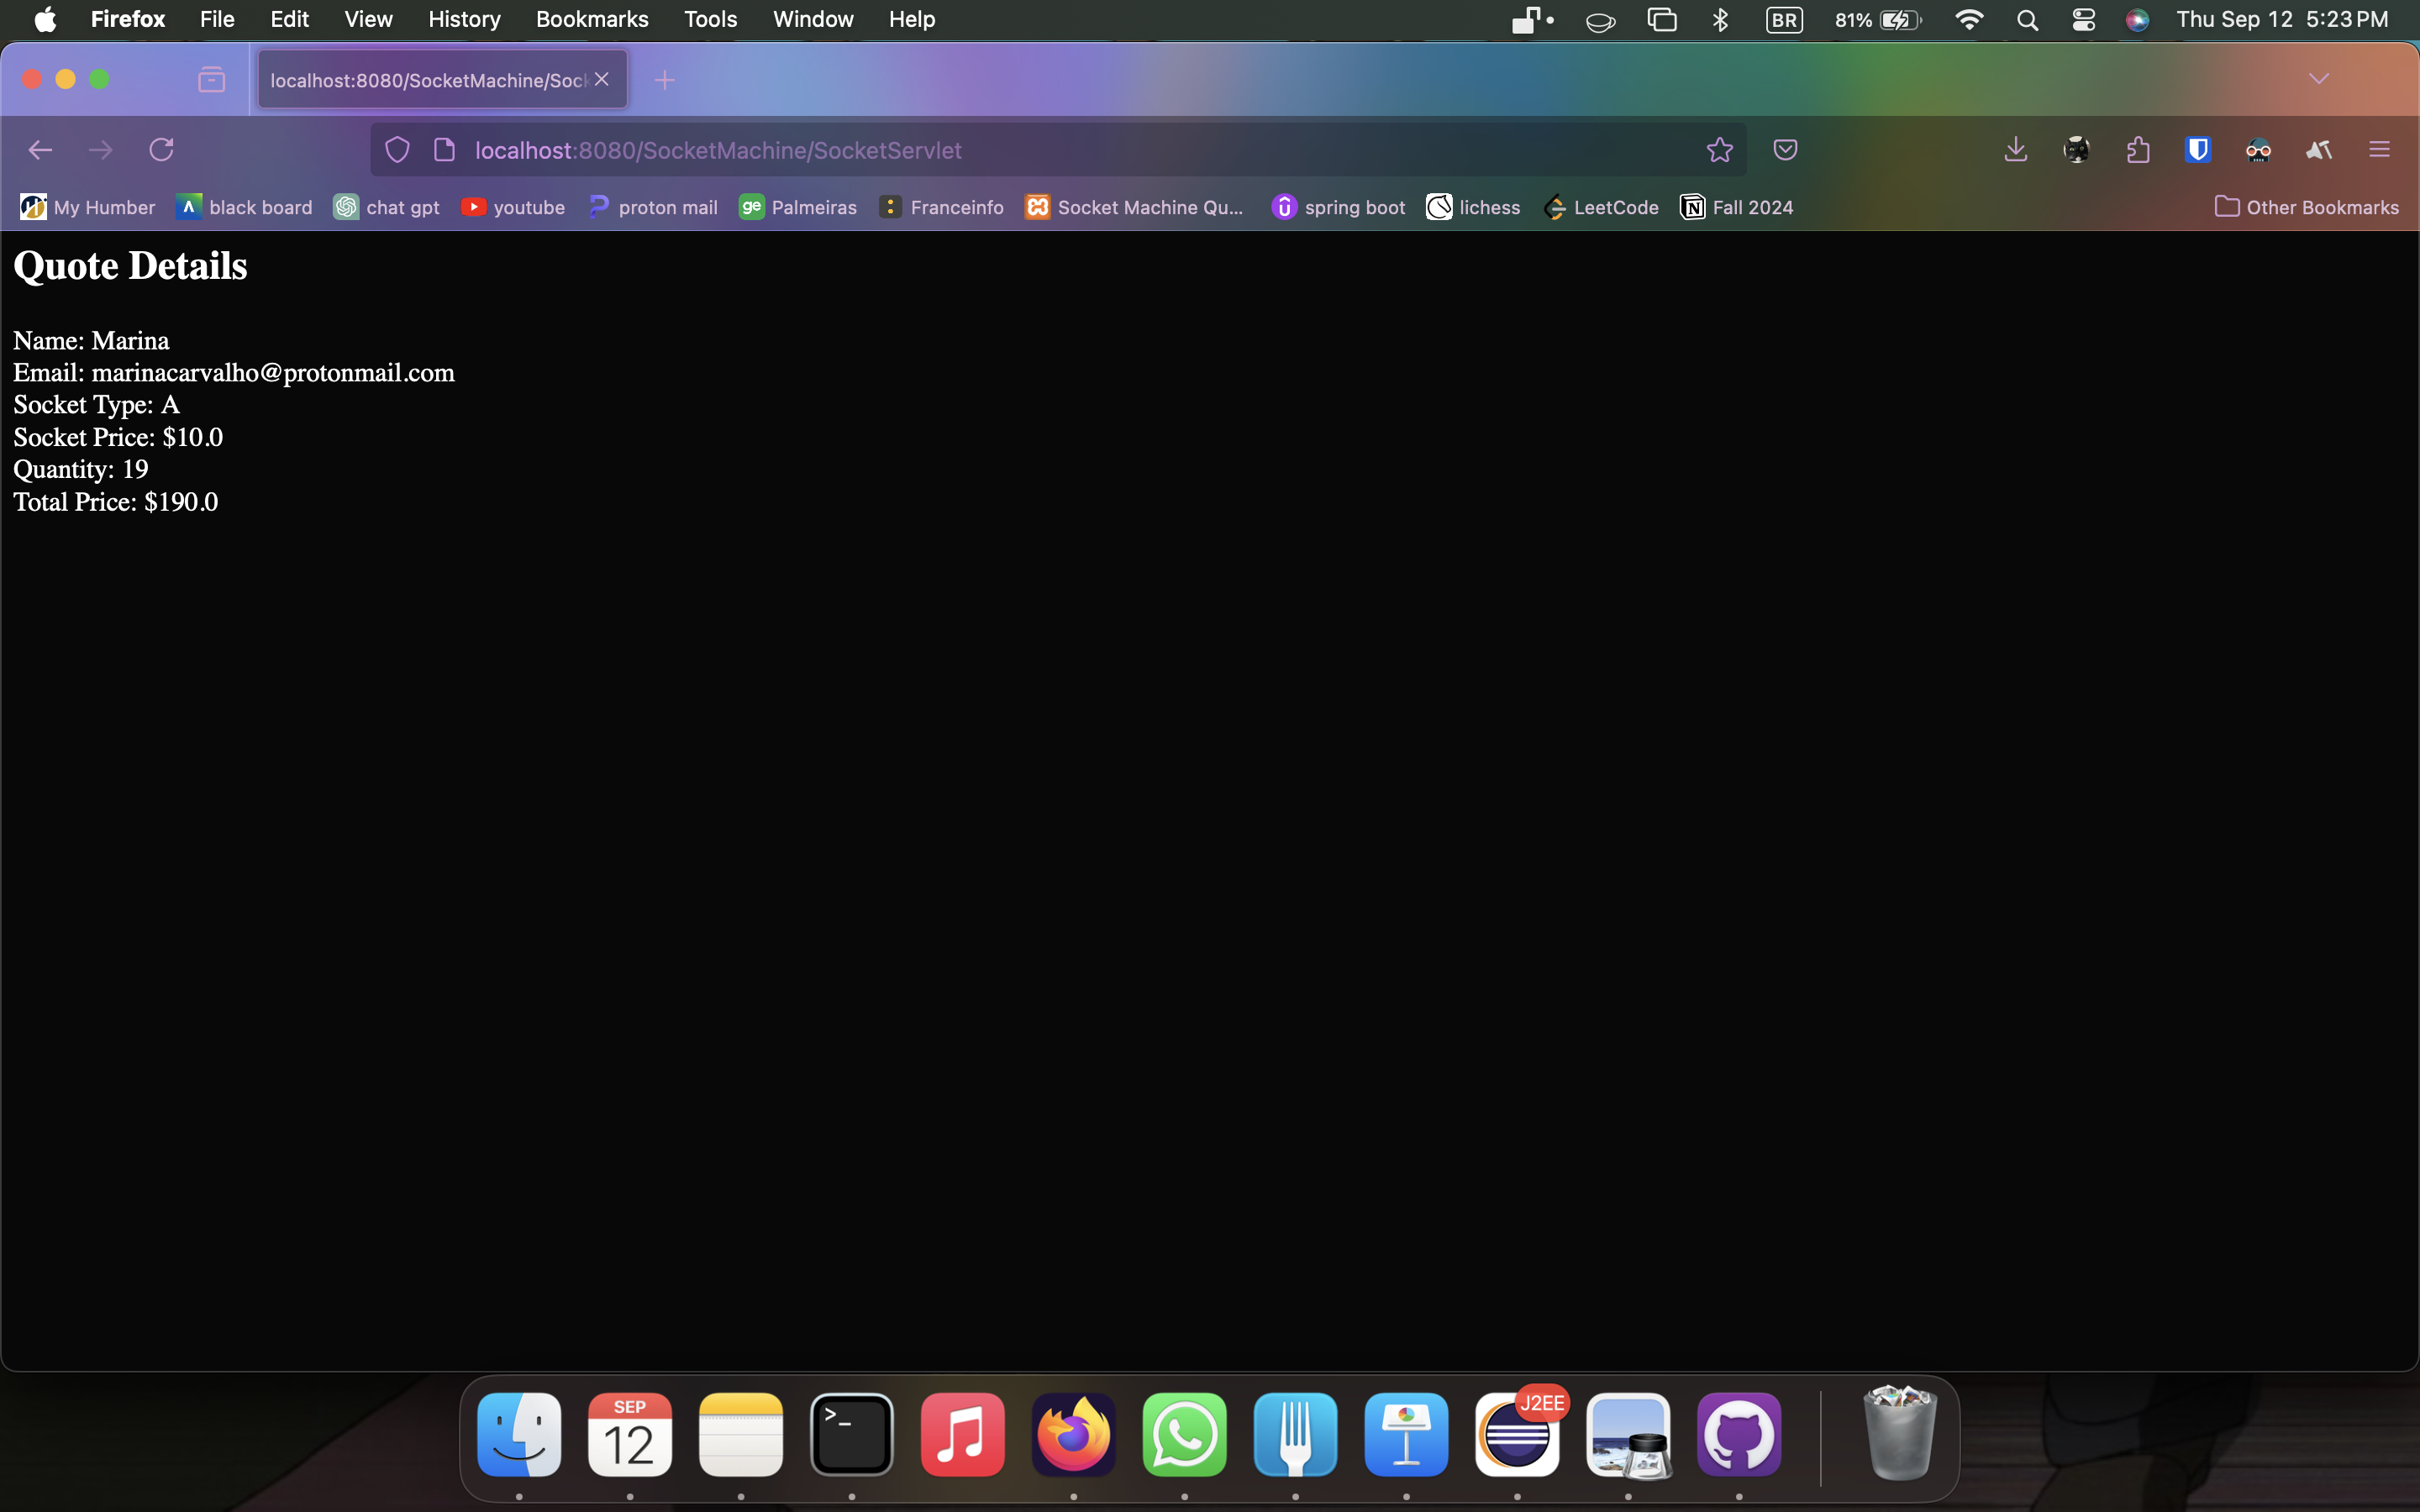 Firefox File Edit View History Bookmarks Tools Window Help BR 81% Thu Sep 12 5:23 PM
localhost:8080/SocketMachine/Sock
localhost:8080/SocketMachine/SocketServlet
My Humber black board chat gpt youtube proton mail ge Palmeiras Franceinfo Socket Machine Qu... spring boot lichess LeetCode Fall 2024 Other Bookmarks
Quote Details
Name: Marina
Email: marinacarvalho@protonmail.com
Socket Type: A
Socket Price: $10.0
Quantity: 19
Total Price: $190.0
SEP
12
>_
J2EE